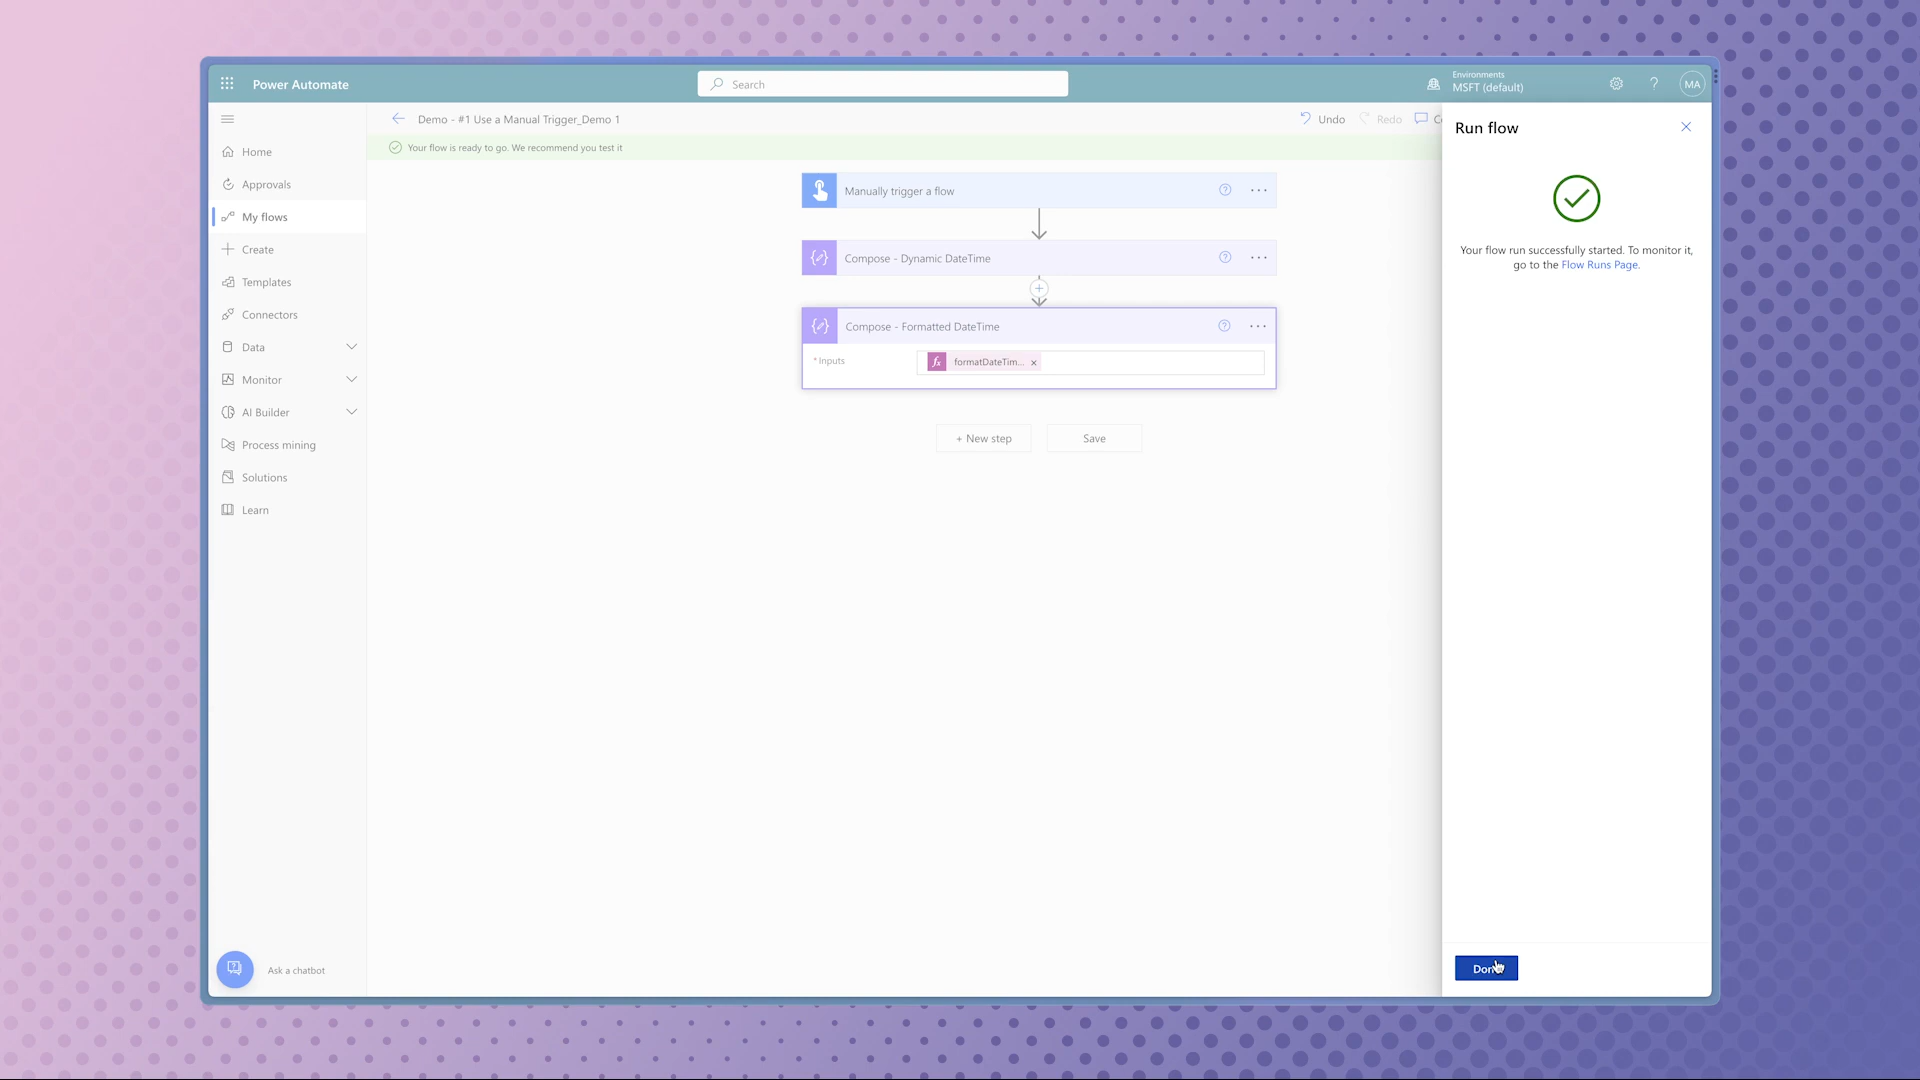 Power Automate
Search
Environments
MSFT (default)
?
MA
Demo - #1 Use a Manual Trigger_Demo 1
Undo
Redo
Your flow is ready to go. We recommend you test it
Home
Approvals
My flows
Create
Templates
Connectors
Data
Monitor
AI Builder
Process mining
Solutions
Learn
Ask a chatbot
Manually trigger a flow
Compose - Dynamic DateTime
Compose - Formatted DateTime
* Inputs
fx formatDateTim... ×
+ New step
Save
Run flow
Your flow run successfully started. To monitor it,
go to the Flow Runs Page.